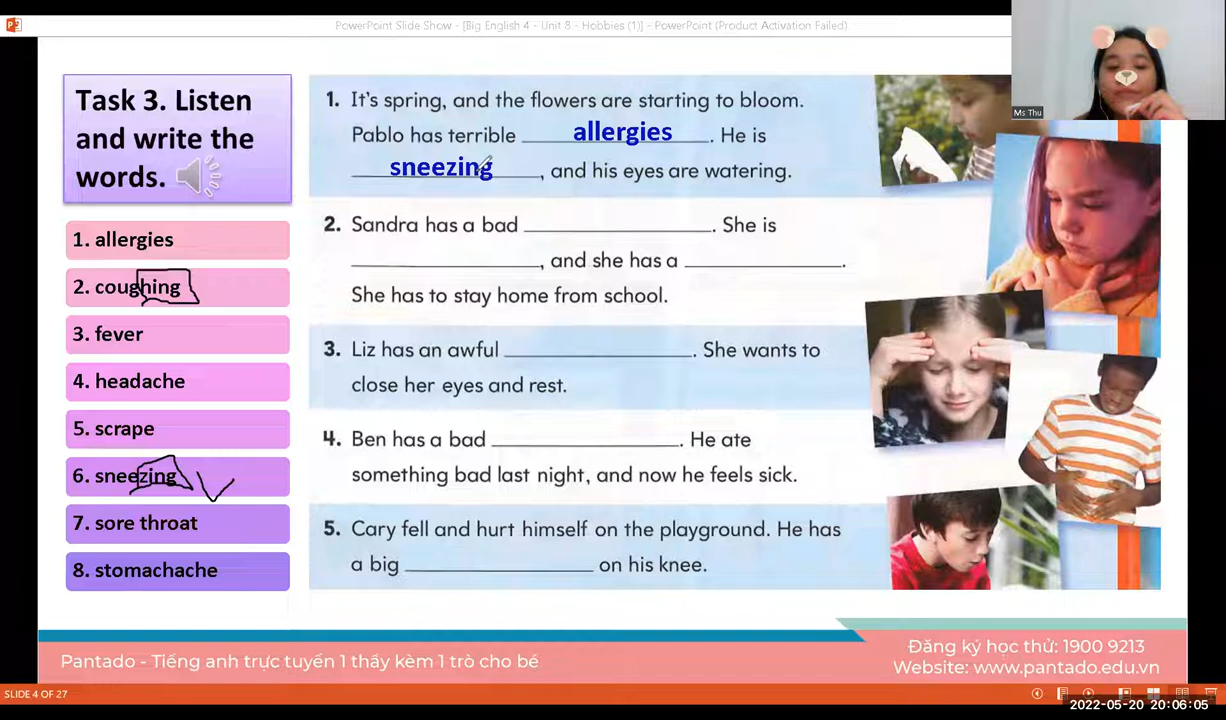 PowerPoint Slide Show - [Big English 4 - Unit 8 - Hobbies (1)] - PowerPoint (Product Activation Failed)
Ms Thu
Task 3. Listen
and write the
words.
1. allergies
2. coughing
3. fever
4. headache
5. scrape
6. sneezing
7. sore throat
8. stomachache
1. It's spring, and the flowers are starting to bloom.
Pablo has terrible allergies. He is
sneezing, and his eyes are watering.
2. Sandra has a bad ____________. She is
____________, and she has a ____________.
She has to stay home from school.
3. Liz has an awful ____________. She wants to
close her eyes and rest.
4. Ben has a bad ____________. He ate
something bad last night, and now he feels sick.
5. Cary fell and hurt himself on the playground. He has
a big ____________ on his knee.
Pantado - Tiếng anh trực tuyến 1 thầy kèm 1 trò cho bé
Đăng ký học thử: 1900 9213
Website: www.pantado.edu.vn
SLIDE 4 OF 27
2022-05-20 20:06:05